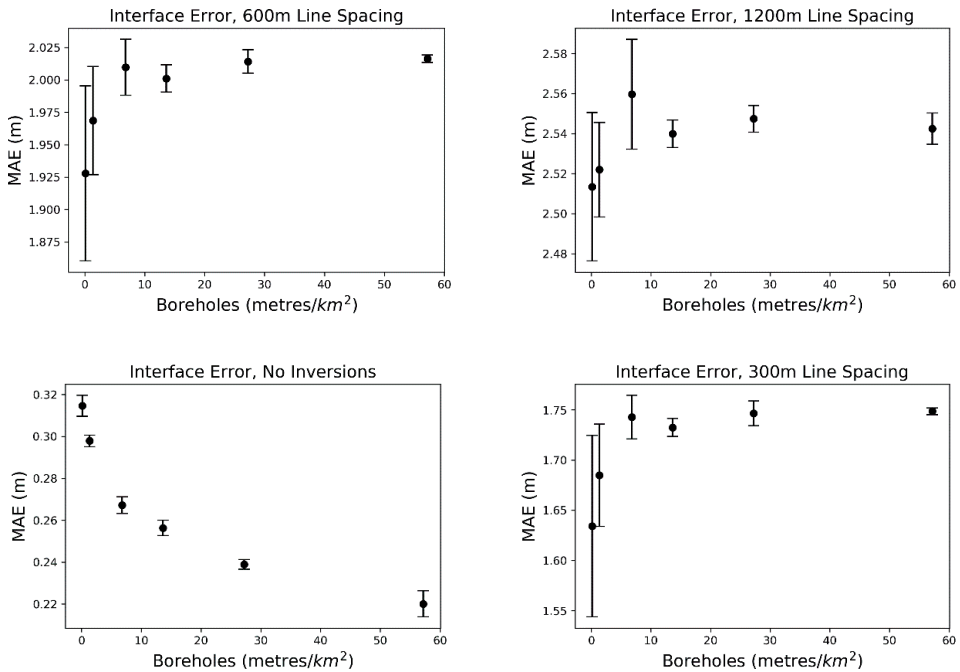 Interface Error, 600m Line Spacing
2.025
2.000
1.975
1.950
1.925
1.900
1.875
MAE (m)
0 10 20 30 40 50 60
Boreholes (metres/km²)
Interface Error, 1200m Line Spacing
2.58
2.56
2.54
2.52
2.50
2.48
MAE (m)
0 10 20 30 40 50 60
Boreholes (metres/km²)
Interface Error, No Inversions
0.32
0.30
0.28
0.26
0.24
0.22
MAE (m)
0 10 20 30 40 50 60
Boreholes (metres/km²)
Interface Error, 300m Line Spacing
1.75
1.70
1.65
1.60
1.55
MAE (m)
0 10 20 30 40 50 60
Boreholes (metres/km²)